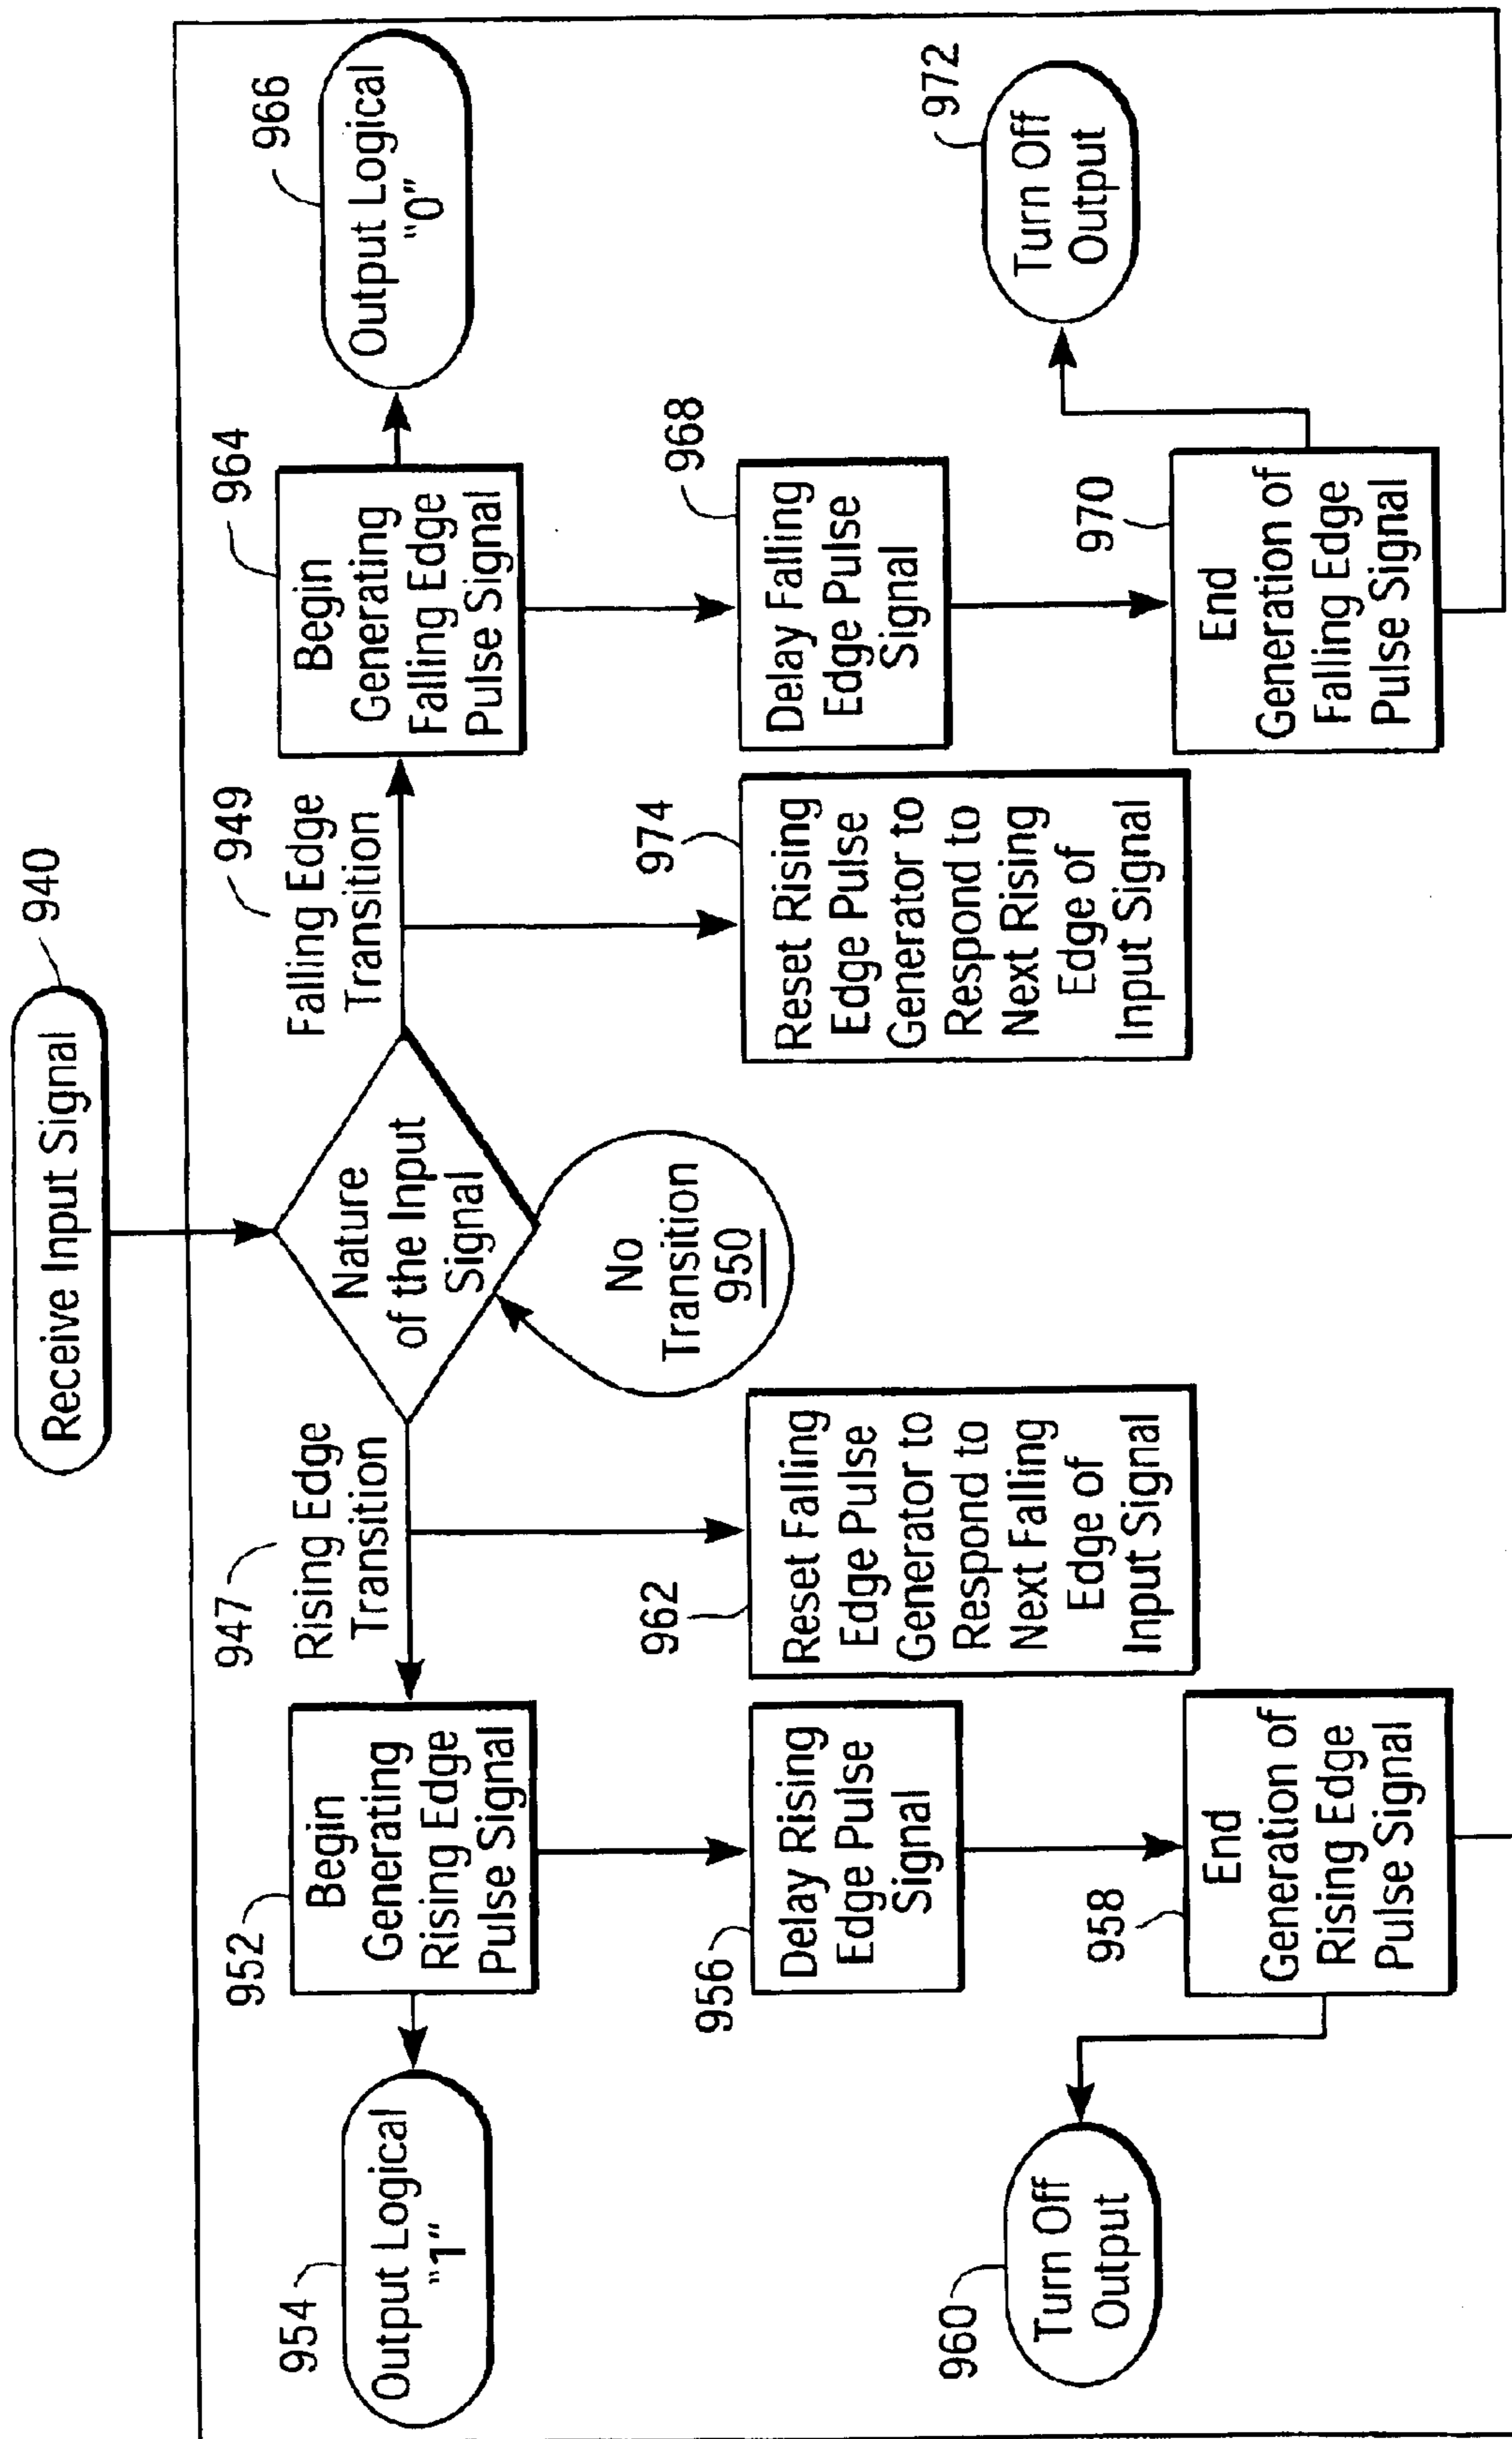 Receive Input Signal
940
Nature
of the Input
Signal
No
Transition
950
947
Rising Edge
Transition
949
Falling Edge
Transition
952
Begin
Generating
Rising Edge
Pulse Signal
954
Output Logical
"1"
956
Delay Rising
Edge Pulse
Signal
958
End
Generation of
Rising Edge
Pulse Signal
960
Turn Off
Output
962
Reset Falling
Edge Pulse
Generator to
Respond to
Next Falling
Edge of
Input Signal
964
Begin
Generating
Falling Edge
Pulse Signal
966
Output Logical
"0"
968
Delay Falling
Edge Pulse
Signal
970
End
Generation of
Falling Edge
Pulse Signal
972
Turn Off
Output
974
Reset Rising
Edge Pulse
Generator to
Respond to
Next Rising
Edge of
Input Signal